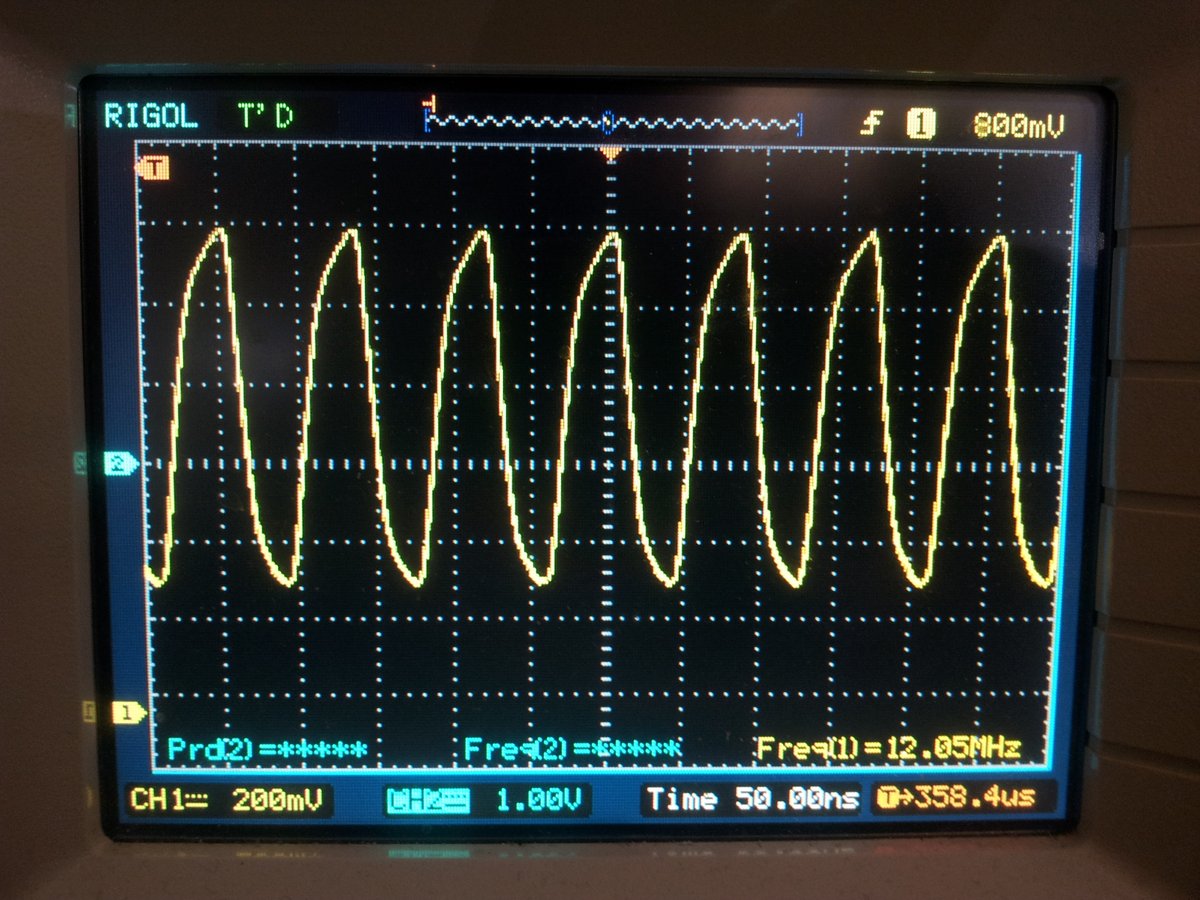 RIGOL T'D 1 800mV
T
2
1
Prd(2)=***** Freq(2)=***** Freq(1)=12.05MHz
CH1 200mV CH2 1.00V Time 50.00ns T→358.4us